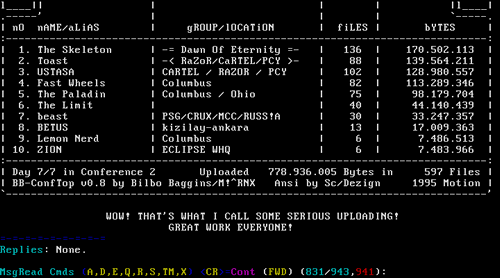 nO nAME/aLiAS gROUP/lOCATiON fiLES bYTES
1. The Skeleton -= Dawn Of Eternity =- 136 170.502.113
2. Toast -< RaZoR/CARTEL/PCY >- 88 139.564.211
3. USTASA CARTEL / RAZOR / PCY 102 128.980.557
4. Fast Wheels Columbus 82 113.289.346
5. The Paladin Columbus / Ohio 75 98.179.704
6. The Limit 40 44.140.439
7. beast PSG/CRUX/MCC/RUSS!A 30 33.247.357
8. BETUS kizilay-ankara 13 17.009.363
9. Lemon Nerd Columbus 6 7.486.513
10. ZION ECLIPSE WHQ 6 7.483.966
Day 7/7 in Conference 2 Uploaded 778.936.005 Bytes in 597 Files
BB-ConfTop v0.8 by Bilbo Baggins/M!^RNX Ansi by Sc/Dezign 1995 Motion
WOW! THAT'S WHAT I CALL SOME SERIOUS UPLOADING!
GREAT WORK EVERYONE!
Replies: None.
MsgRead Cmds (A,D,E,Q,R,S,TM,X) <CR>=Cont (FWD) (831/943,941):